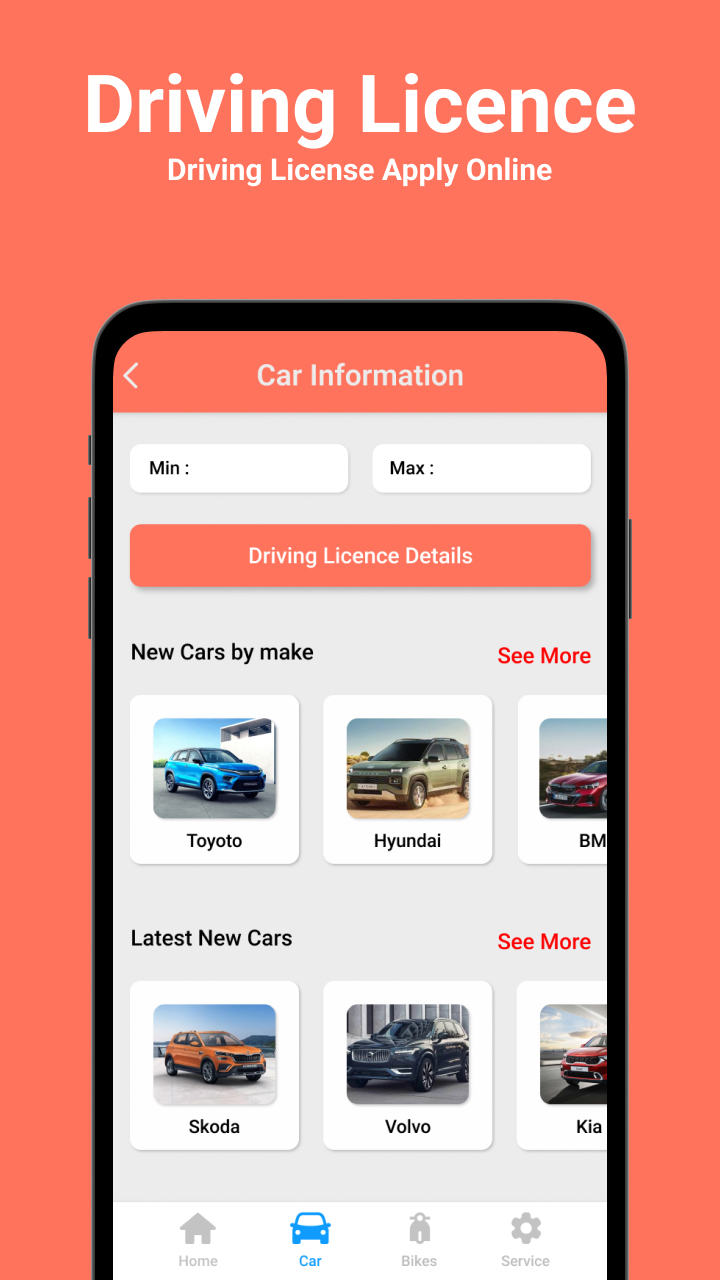 Driving Licence
Driving License Apply Online
Car Information
Min :
Max :
Driving Licence Details
New Cars by make
See More
Toyoto
Hyundai
BM
Latest New Cars
See More
Skoda
Volvo
Kia
Home
Car
Bikes
Service